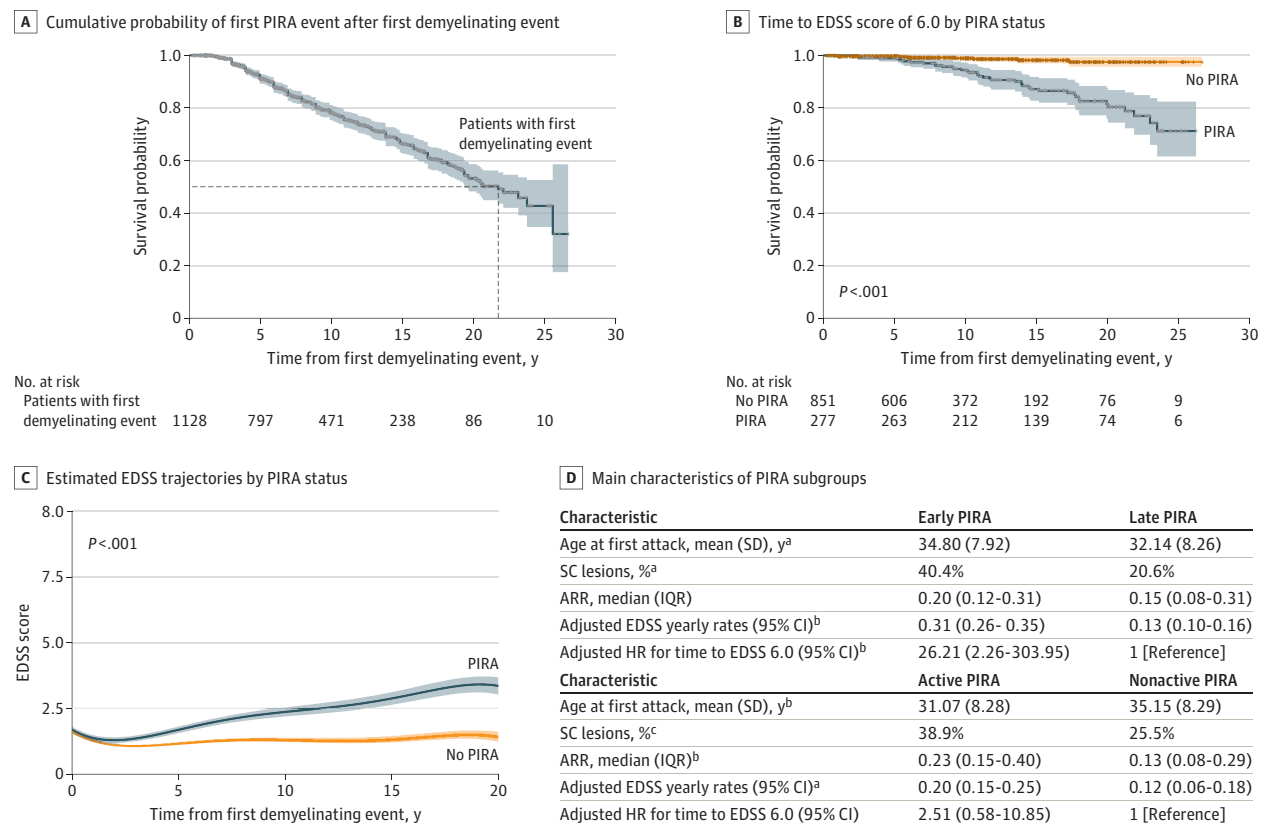 A Cumulative probability of first PIRA event after first demyelinating event
1.0
0.8
0.6
0.4
0.2
0
Survival probability
Patients with first
demyelinating event
0 5 10 15 20 25 30
Time from first demyelinating event, y
No. at risk
Patients with first
demyelinating event 1128 797 471 238 86 10
B Time to EDSS score of 6.0 by PIRA status
1.0
0.8
0.6
0.4
0.2
0
Survival probability
No PIRA
PIRA
P<.001
0 5 10 15 20 25 30
Time from first demyelinating event, y
No. at risk
No PIRA 851 606 372 192 76 9
PIRA 277 263 212 139 74 6
C Estimated EDSS trajectories by PIRA status
8.0
7.5
5.0
2.5
0
EDSS score
P<.001
PIRA
No PIRA
0 5 10 15 20
Time from first demyelinating event, y
D Main characteristics of PIRA subgroups
Characteristic Early PIRA Late PIRA
Age at first attack, mean (SD), yᵃ 34.80 (7.92) 32.14 (8.26)
SC lesions, %ᵃ 40.4% 20.6%
ARR, median (IQR) 0.20 (0.12-0.31) 0.15 (0.08-0.31)
Adjusted EDSS yearly rates (95% CI)ᵇ 0.31 (0.26- 0.35) 0.13 (0.10-0.16)
Adjusted HR for time to EDSS 6.0 (95% CI)ᵇ 26.21 (2.26-303.95) 1 [Reference]
Characteristic Active PIRA Nonactive PIRA
Age at first attack, mean (SD), yᵇ 31.07 (8.28) 35.15 (8.29)
SC lesions, %ᶜ 38.9% 25.5%
ARR, median (IQR)ᵇ 0.23 (0.15-0.40) 0.13 (0.08-0.29)
Adjusted EDSS yearly rates (95% CI)ᵃ 0.20 (0.15-0.25) 0.12 (0.06-0.18)
Adjusted HR for time to EDSS 6.0 (95% CI) 2.51 (0.58-10.85) 1 [Reference]